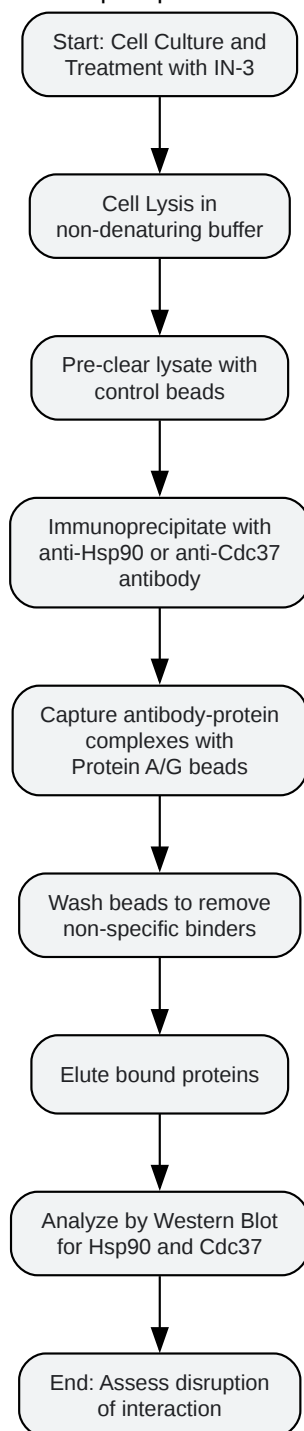 Start: Cell Culture and
Treatment with IN-3
Cell Lysis in
non-denaturing buffer
Pre-clear lysate with
control beads
Immunoprecipitate with
anti-Hsp90 or anti-Cdc37
antibody
Capture antibody-protein
complexes with
Protein A/G beads
Wash beads to remove
non-specific binders
Elute bound proteins
Analyze by Western Blot
for Hsp90 and Cdc37
End: Assess disruption
of interaction